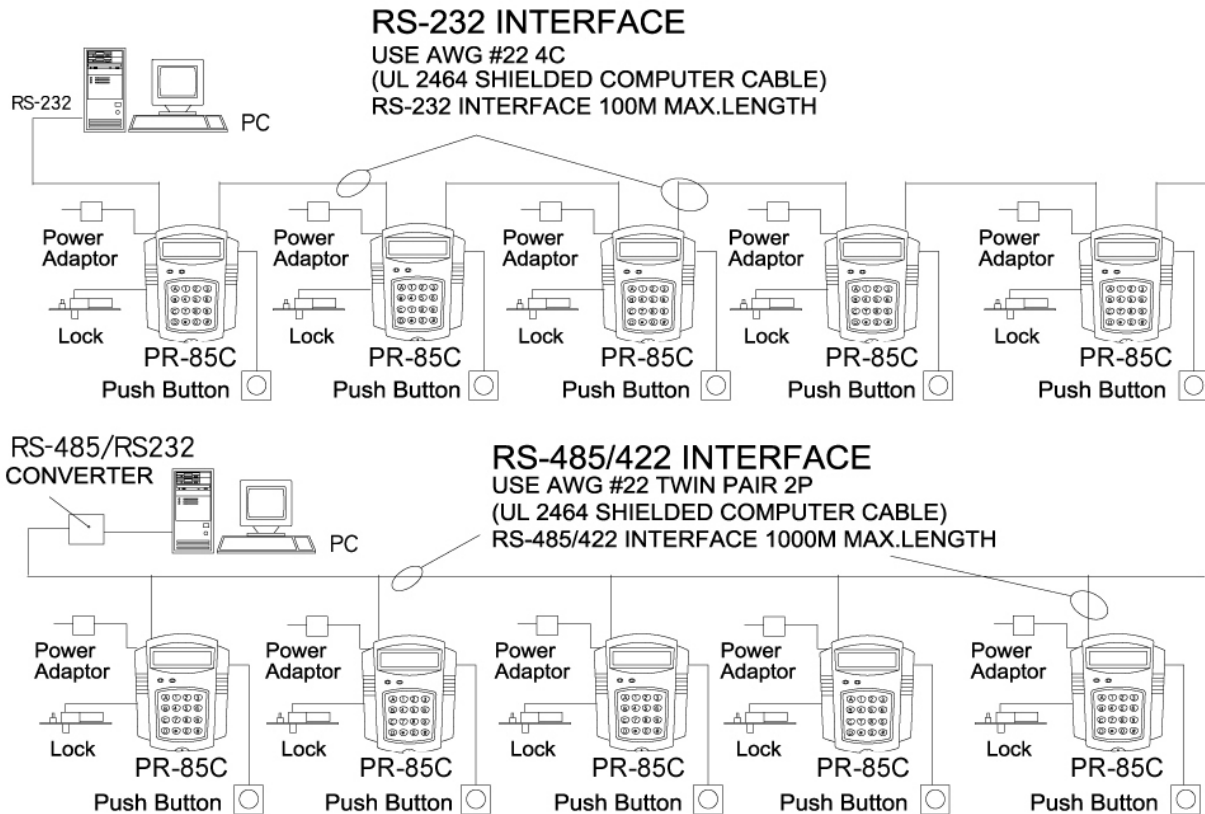 RS-232 INTERFACE
USE AWG #22 4C
(UL 2464 SHIELDED COMPUTER CABLE)
RS-232 INTERFACE 100M MAX.LENGTH
RS-232
PC
Power
Adaptor
Lock
PR-85C
Push Button
Power
Adaptor
Lock
PR-85C
Push Button
Power
Adaptor
Lock
PR-85C
Push Button
Power
Adaptor
Lock
PR-85C
Push Button
Power
Adaptor
Lock
PR-85C
Push Button
RS-485/RS232
CONVERTER
PC
RS-485/422 INTERFACE
USE AWG #22 TWIN PAIR 2P
(UL 2464 SHIELDED COMPUTER CABLE)
RS-485/422 INTERFACE 1000M MAX.LENGTH
Power
Adaptor
Lock
PR-85C
Push Button
Power
Adaptor
Lock
PR-85C
Push Button
Power
Adaptor
Lock
PR-85C
Push Button
Power
Adaptor
Lock
PR-85C
Push Button
Power
Adaptor
Lock
PR-85C
Push Button